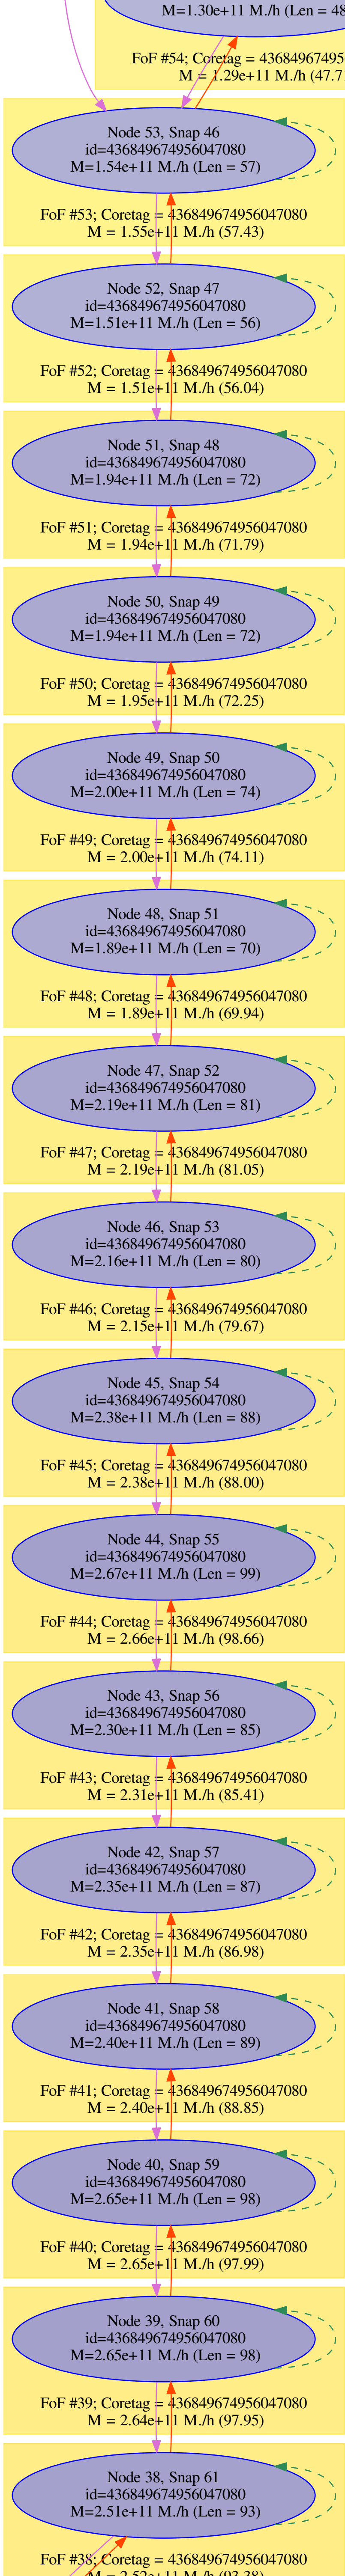 M=1.30e+11 M./h (Len = 48
FoF #54; Coretag = 43684967495
M = 1.29e+11 M./h (47.7
Node 53, Snap 46
id=436849674956047080
M=1.54e+11 M./h (Len = 57)
FoF #53; Coretag = 436849674956047080
M = 1.55e+11 M./h (57.43)
Node 52, Snap 47
id=436849674956047080
M=1.51e+11 M./h (Len = 56)
FoF #52; Coretag = 436849674956047080
M = 1.51e+11 M./h (56.04)
Node 51, Snap 48
id=436849674956047080
M=1.94e+11 M./h (Len = 72)
FoF #51; Coretag = 436849674956047080
M = 1.94e+11 M./h (71.79)
Node 50, Snap 49
id=436849674956047080
M=1.94e+11 M./h (Len = 72)
FoF #50; Coretag = 436849674956047080
M = 1.95e+11 M./h (72.25)
Node 49, Snap 50
id=436849674956047080
M=2.00e+11 M./h (Len = 74)
FoF #49; Coretag = 436849674956047080
M = 2.00e+11 M./h (74.11)
Node 48, Snap 51
id=436849674956047080
M=1.89e+11 M./h (Len = 70)
FoF #48; Coretag = 436849674956047080
M = 1.89e+11 M./h (69.94)
Node 47, Snap 52
id=436849674956047080
M=2.19e+11 M./h (Len = 81)
FoF #47; Coretag = 436849674956047080
M = 2.19e+11 M./h (81.05)
Node 46, Snap 53
id=436849674956047080
M=2.16e+11 M./h (Len = 80)
FoF #46; Coretag = 436849674956047080
M = 2.15e+11 M./h (79.67)
Node 45, Snap 54
id=436849674956047080
M=2.38e+11 M./h (Len = 88)
FoF #45; Coretag = 436849674956047080
M = 2.38e+11 M./h (88.00)
Node 44, Snap 55
id=436849674956047080
M=2.67e+11 M./h (Len = 99)
FoF #44; Coretag = 436849674956047080
M = 2.66e+11 M./h (98.66)
Node 43, Snap 56
id=436849674956047080
M=2.30e+11 M./h (Len = 85)
FoF #43; Coretag = 436849674956047080
M = 2.31e+11 M./h (85.41)
Node 42, Snap 57
id=436849674956047080
M=2.35e+11 M./h (Len = 87)
FoF #42; Coretag = 436849674956047080
M = 2.35e+11 M./h (86.98)
Node 41, Snap 58
id=436849674956047080
M=2.40e+11 M./h (Len = 89)
FoF #41; Coretag = 436849674956047080
M = 2.40e+11 M./h (88.85)
Node 40, Snap 59
id=436849674956047080
M=2.65e+11 M./h (Len = 98)
FoF #40; Coretag = 436849674956047080
M = 2.65e+11 M./h (97.99)
Node 39, Snap 60
id=436849674956047080
M=2.65e+11 M./h (Len = 98)
FoF #39; Coretag = 436849674956047080
M = 2.64e+11 M./h (97.95)
Node 38, Snap 61
id=436849674956047080
M=2.51e+11 M./h (Len = 93)
FoF #38; Coretag = 436849674956047080
M = 2.52e+11 M./h (93.38)